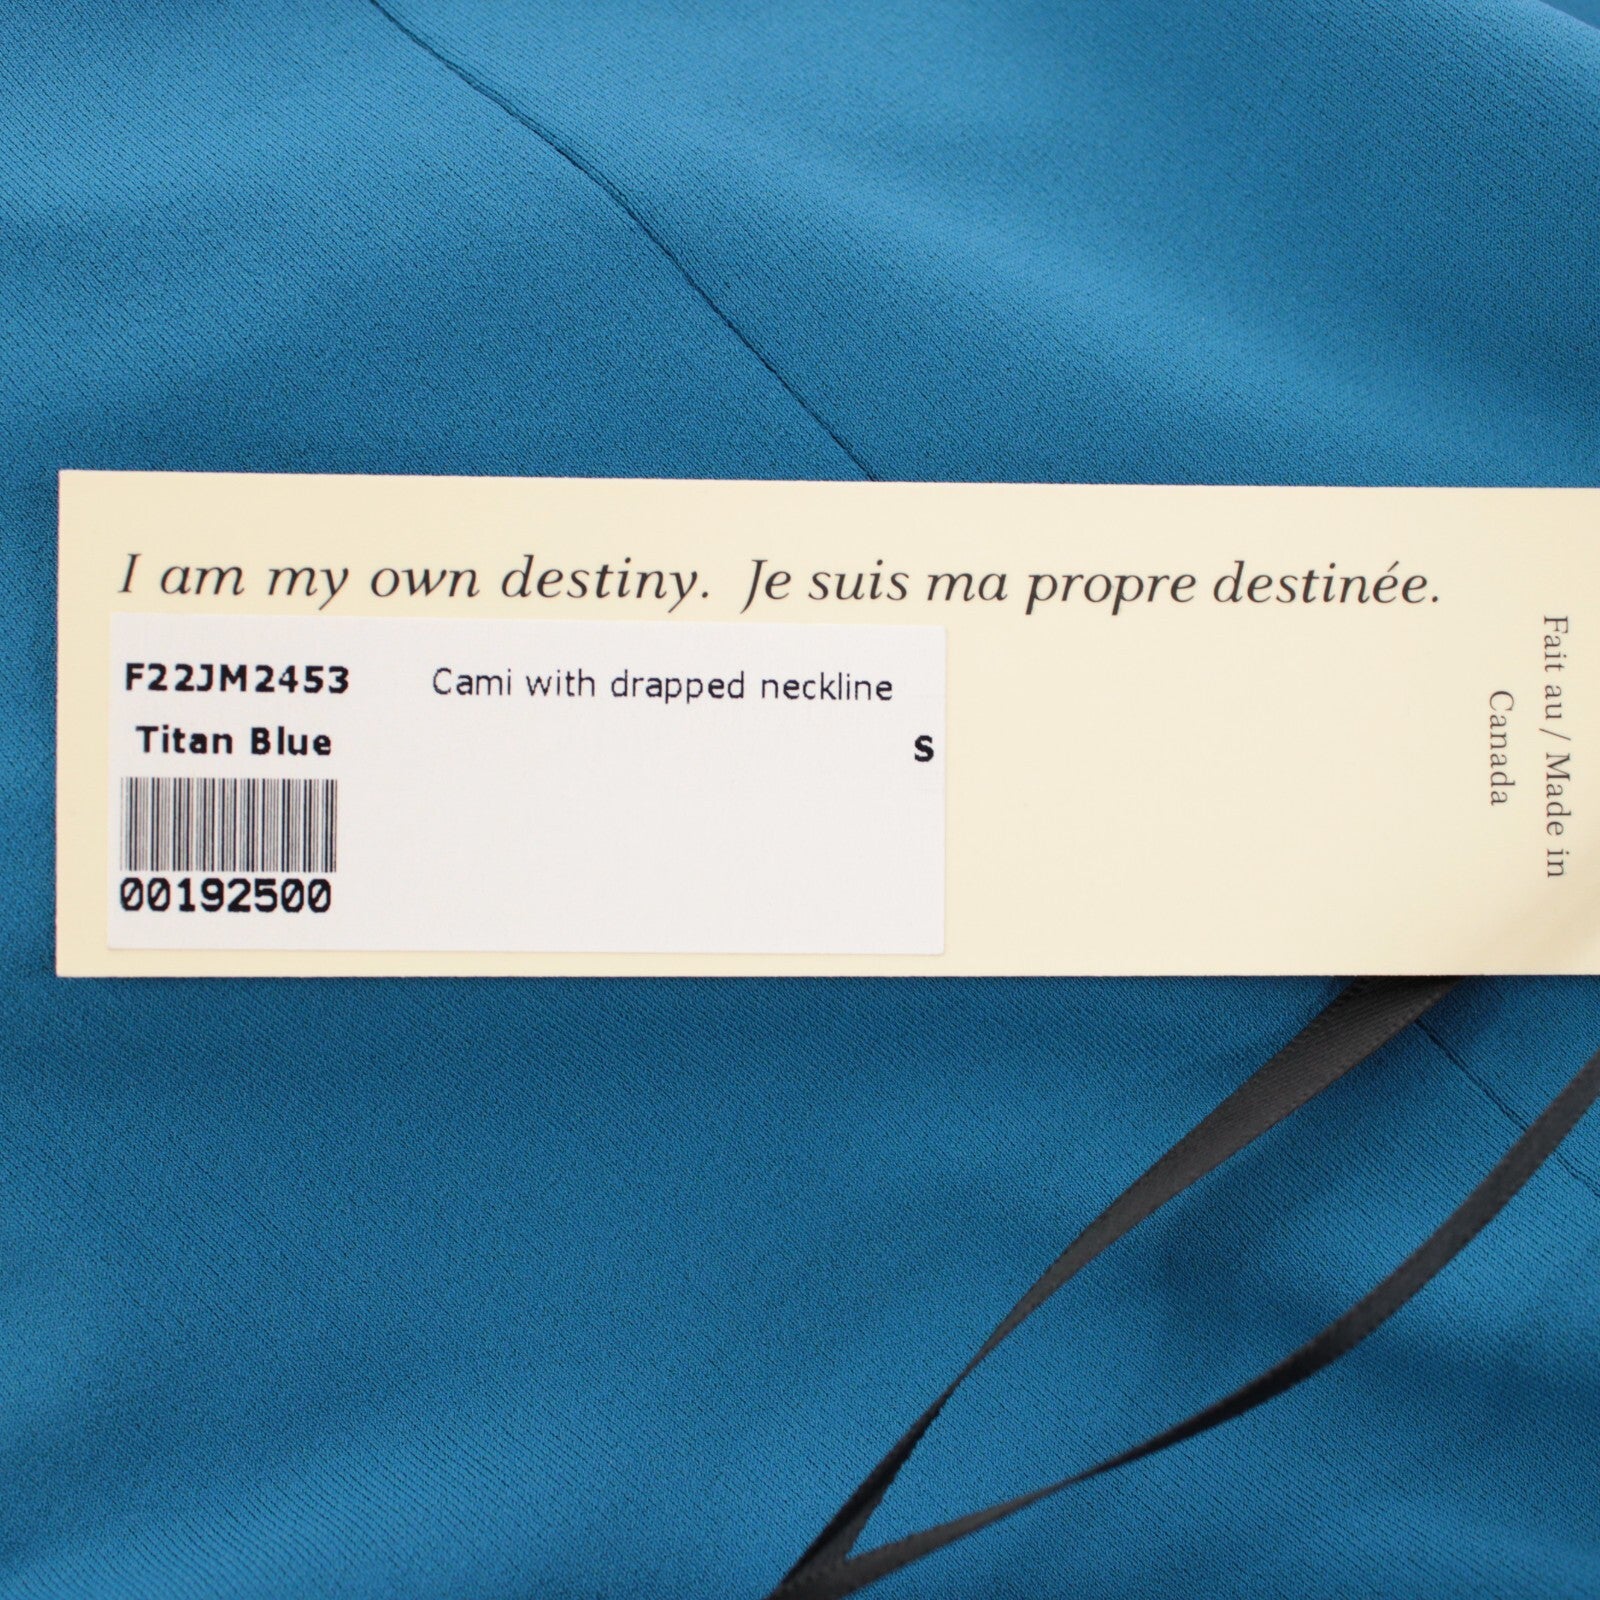 I am my own destiny. Je suis ma propre destinée.
F22JM2453 Cami with drapped neckline
Titan Blue S
00192500
Fait au / Made in
Canada